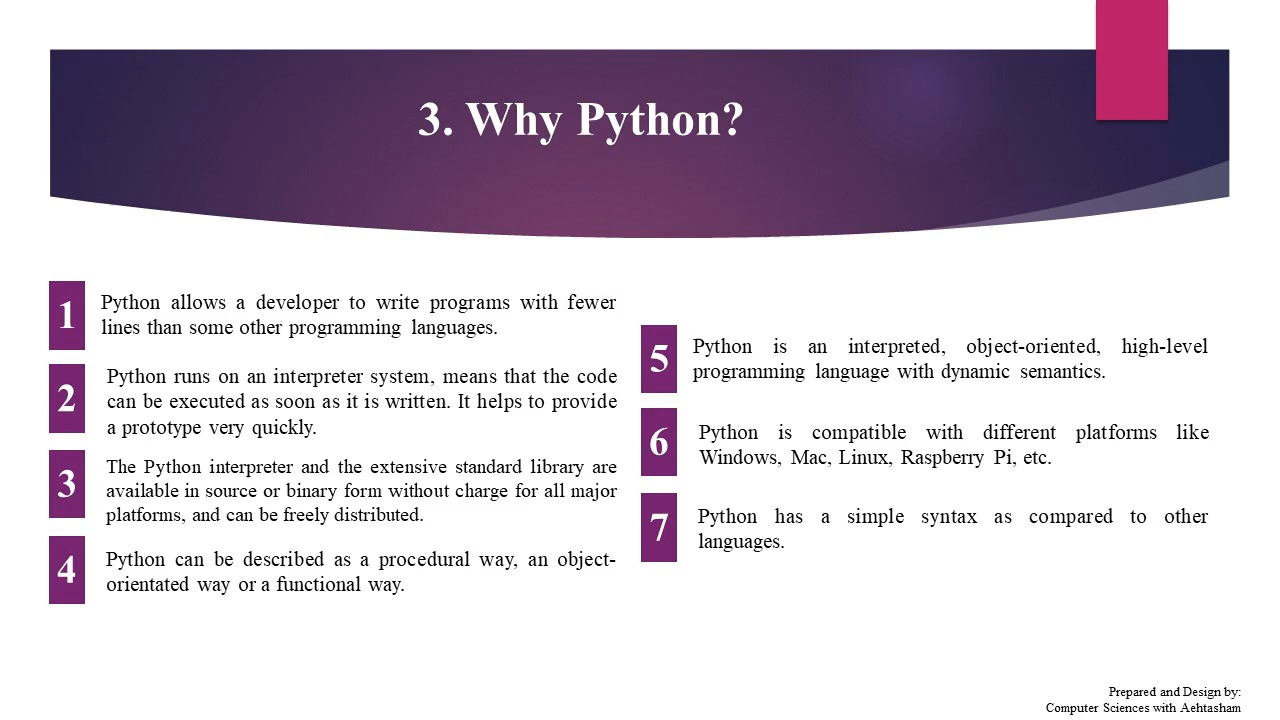 3. Why Python?
1
Python allows a developer to write programs with fewer
lines than some other programming languages.
2
Python runs on an interpreter system, means that the code
can be executed as soon as it is written. It helps to provide
a prototype very quickly.
3
The Python interpreter and the extensive standard library are
available in source or binary form without charge for all major
platforms, and can be freely distributed.
4
Python can be described as a procedural way, an object-
orientated way or a functional way.
5
Python is an interpreted, object-oriented, high-level
programming language with dynamic semantics.
6
Python is compatible with different platforms like
Windows, Mac, Linux, Raspberry Pi, etc.
7
Python has a simple syntax as compared to other
languages.
Prepared and Design by:
Computer Sciences with Aehtasham